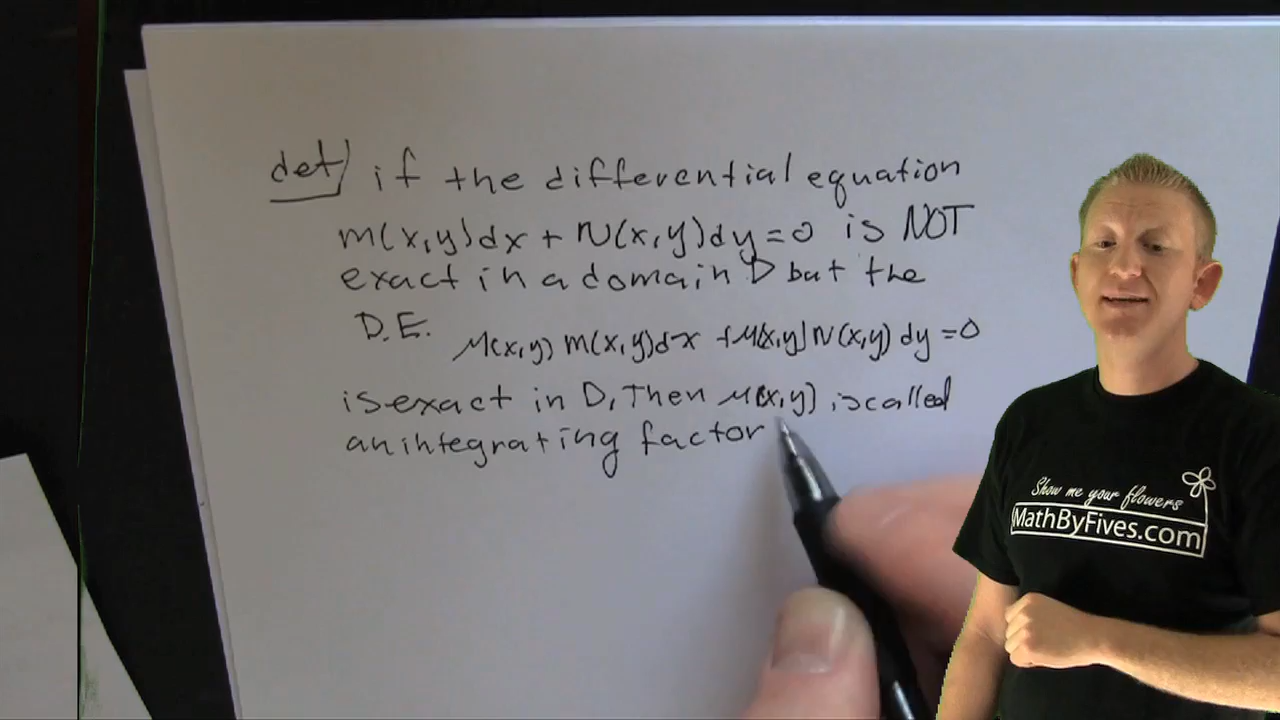 def) if the differential equation
M(x,y)dx + N(x,y)dy=0 is NOT
exact in a domain D but the
D.E. μ(x,y) M(x,y)dx + μ(x,y) N(x,y) dy =0
is exact in D, Then μ(x,y) is called
an integrating factor
Show me your flowers
MathByFives.com